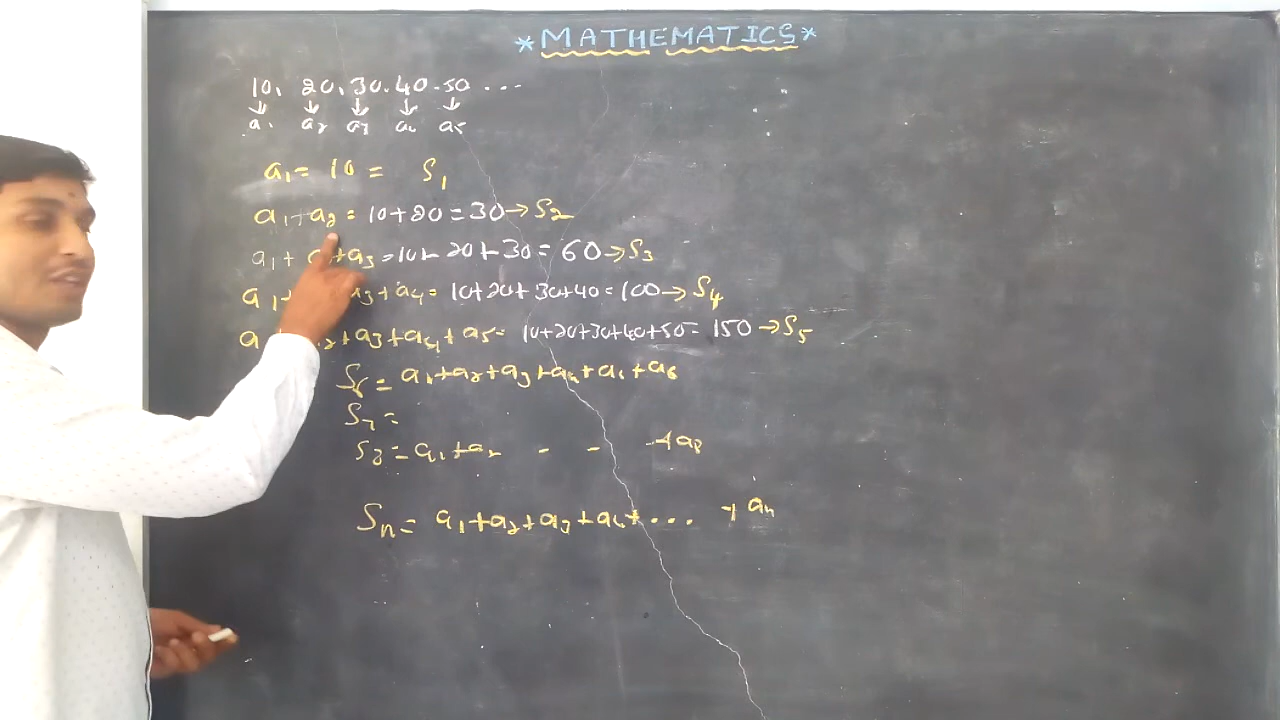 *MATHEMATICS*
10, 20, 30. 40. 50 ...
↓ ↓ ↓ ↓ ↓
a₁ a₂ a₃ a₄ a₅
a₁ = 10 = S₁
a₁ + a₂ = 10 + 20 = 30 → S₂
a₁ + + a₃ = 10 + 20 + 30 = 60 → S₃
a₁ + a₃ + a₄ = 10 + 20 + 30 + 40 = 100 → S₄
a + a₃ + a₄ + a₅ = 10 + 20 + 30 + 40 + 50 = 150 → S₅
S₆ = a₁ + a₂ + a₃ + a₄ + a₅ + a₆
S₇ =
S₈ = a₁ + a₂ - - + a₈
Sₙ = a₁ + a₂ + a₃ + a₄ + ... + aₙ